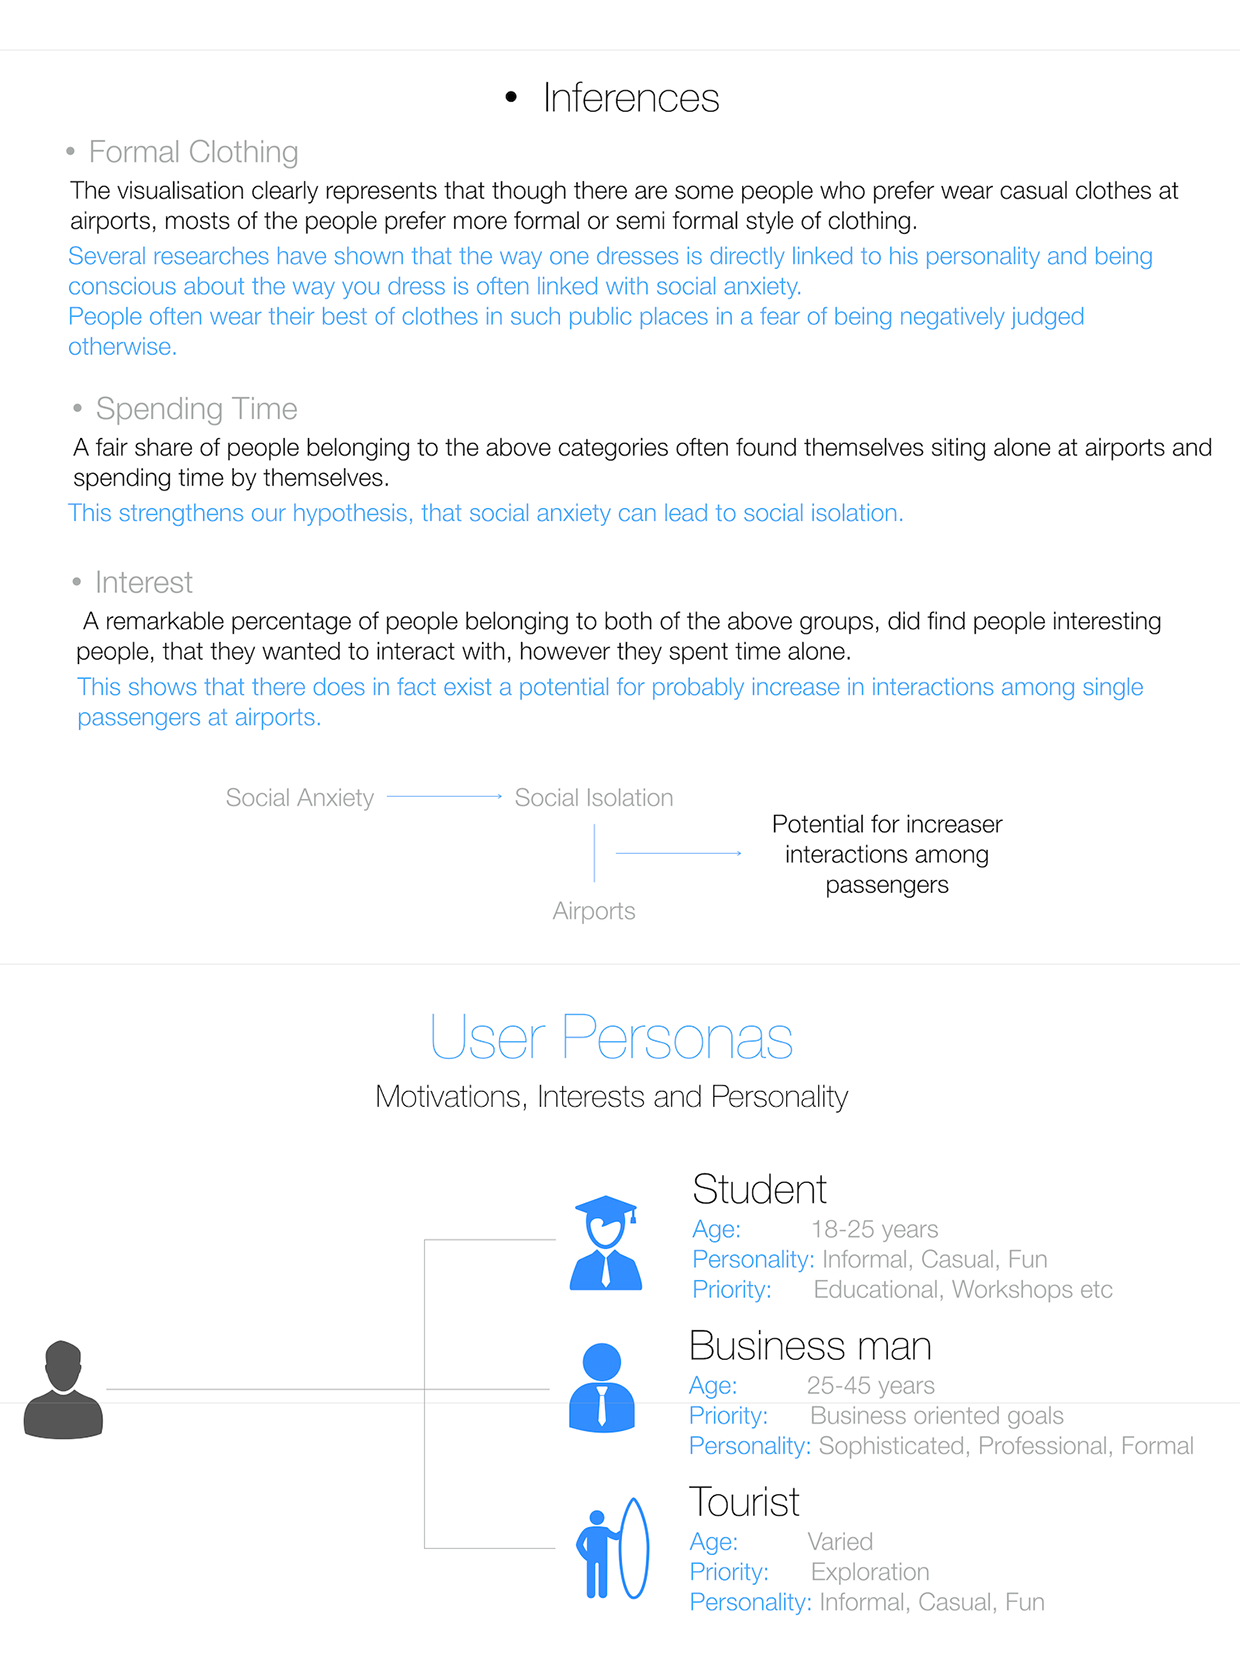 • Inferences
• Formal Clothing
The visualisation clearly represents that though there are some people who prefer wear casual clothes at
airports, mosts of the people prefer more formal or semi formal style of clothing.
Several researches have shown that the way one dresses is directly linked to his personality and being
conscious about the way you dress is often linked with social anxiety.
People often wear their best of clothes in such public places in a fear of being negatively judged
otherwise.
• Spending Time
A fair share of people belonging to the above categories often found themselves siting alone at airports and
spending time by themselves.
This strengthens our hypothesis, that social anxiety can lead to social isolation.
• Interest
A remarkable percentage of people belonging to both of the above groups, did find people interesting
people, that they wanted to interact with, however they spent time alone.
This shows that there does in fact exist a potential for probably increase in interactions among single
passengers at airports.
Social Anxiety
Social Isolation
Potential for increaser
interactions among
passengers
Airports
User Personas
Motivations, Interests and Personality
Student
Age: 18-25 years
Personality: Informal, Casual, Fun
Priority: Educational, Workshops etc
Business man
Age: 25-45 years
Priority: Business oriented goals
Personality: Sophisticated, Professional, Formal
Tourist
Age: Varied
Priority: Exploration
Personality: Informal, Casual, Fun